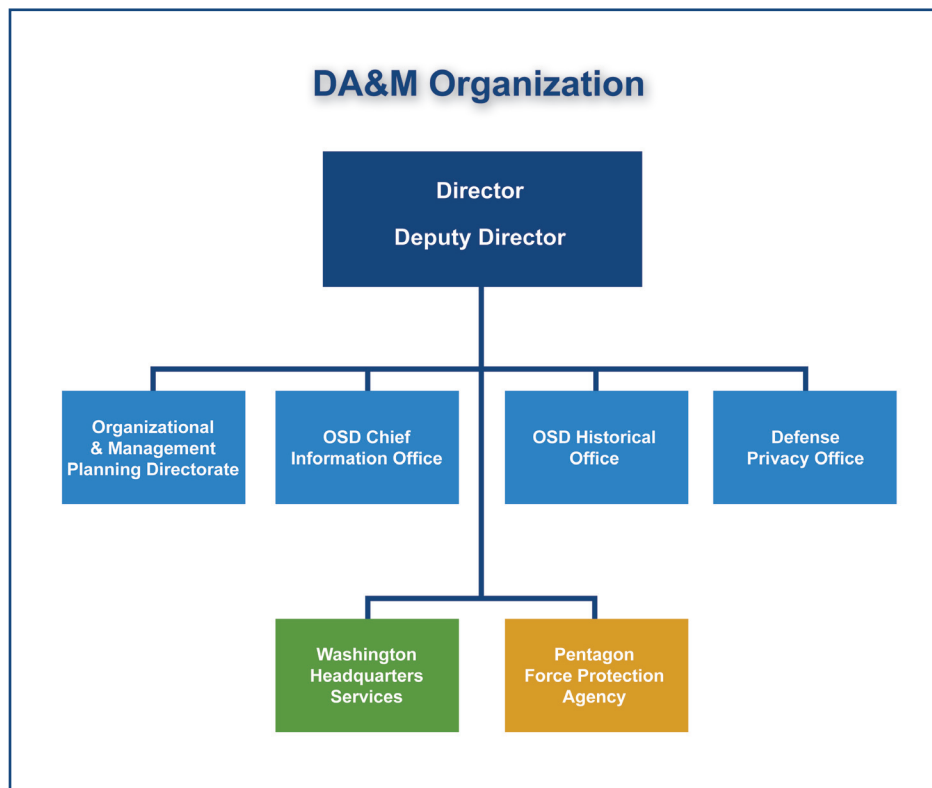 DA&M Organization
Director
Deputy Director
Organizational
& Management
Planning Directorate
OSD Chief
Information Office
OSD Historical
Office
Defense
Privacy Office
Washington
Headquarters
Services
Pentagon
Force Protection
Agency